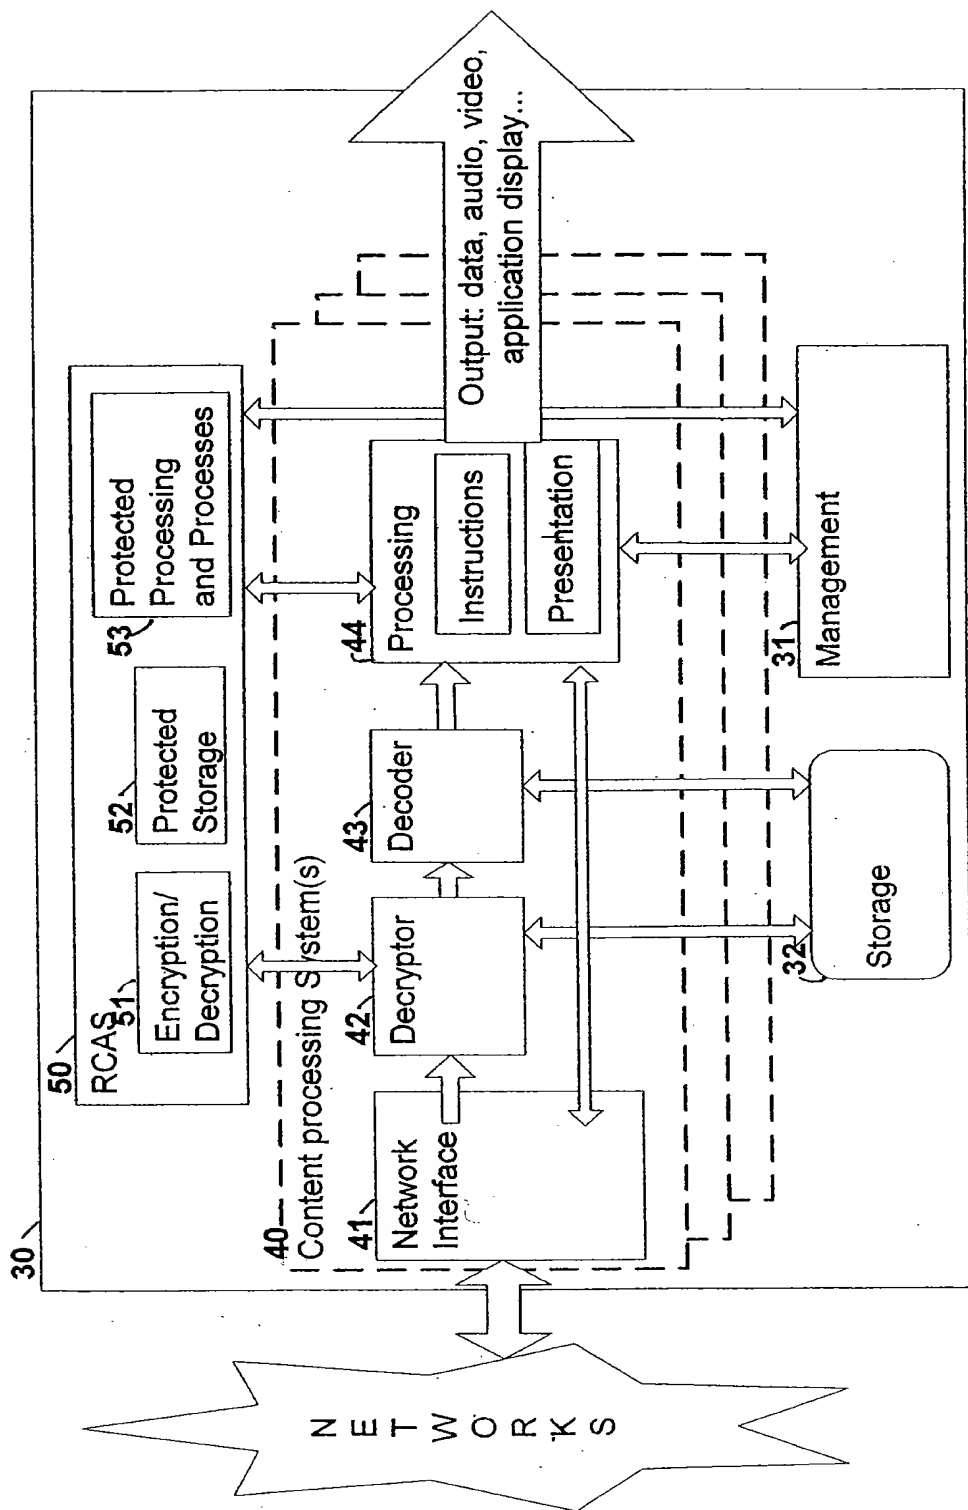 30
50
RCAS
51
Encryption/
Decryption
52
Protected
Storage
53
Protected
Processing
and Processes
40
Content processing System(s)
41
Network
Interface
42
Decryptor
43
Decoder
44
Processing
Instructions
Presentation
Output: data, audio, video,
application display...
NETWORKS
32
Storage
31
Management